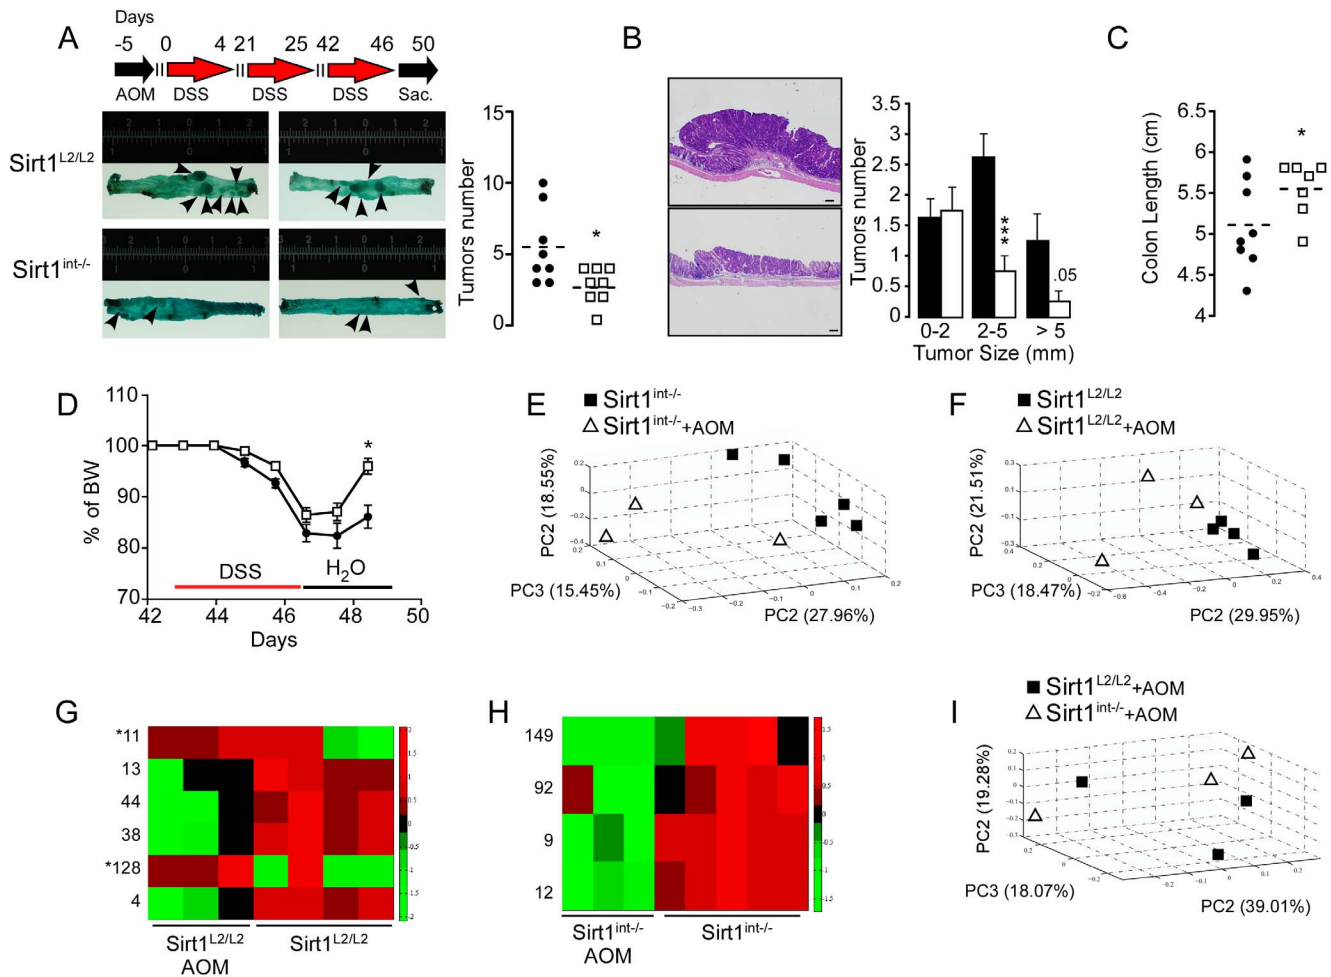 A
Days
-5 0 4 21 25 42 46 50
AOM DSS DSS DSS Sac.
Sirt1L2/L2
Sirt1int-/-
Tumors number
15
10
5
0
*
B
Tumors number
3.5
3
2.5
2
1.5
1
.5
0
***
.05
0-2 2-5 > 5
Tumor Size (mm)
C
Colon Length (cm)
6.5
6
5.5
5
4.5
4
*
D
% of BW
110
100
90
80
70
*
DSS H2O
42 44 46 48 50
Days
E
Sirt1int-/-
Sirt1int-/-+AOM
PC2 (18.55%)
PC3 (15.45%)
PC2 (27.96%)
F
Sirt1L2/L2
Sirt1L2/L2+AOM
PC2 (21.51%)
PC3 (18.47%)
PC2 (29.95%)
G
*11
13
44
38
*128
4
Sirt1L2/L2 Sirt1L2/L2
AOM
H
149
92
9
12
Sirt1int-/- Sirt1int-/-
AOM
I
Sirt1L2/L2+AOM
Sirt1int-/-+AOM
PC2 (19.28%)
PC3 (18.07%)
PC2 (39.01%)